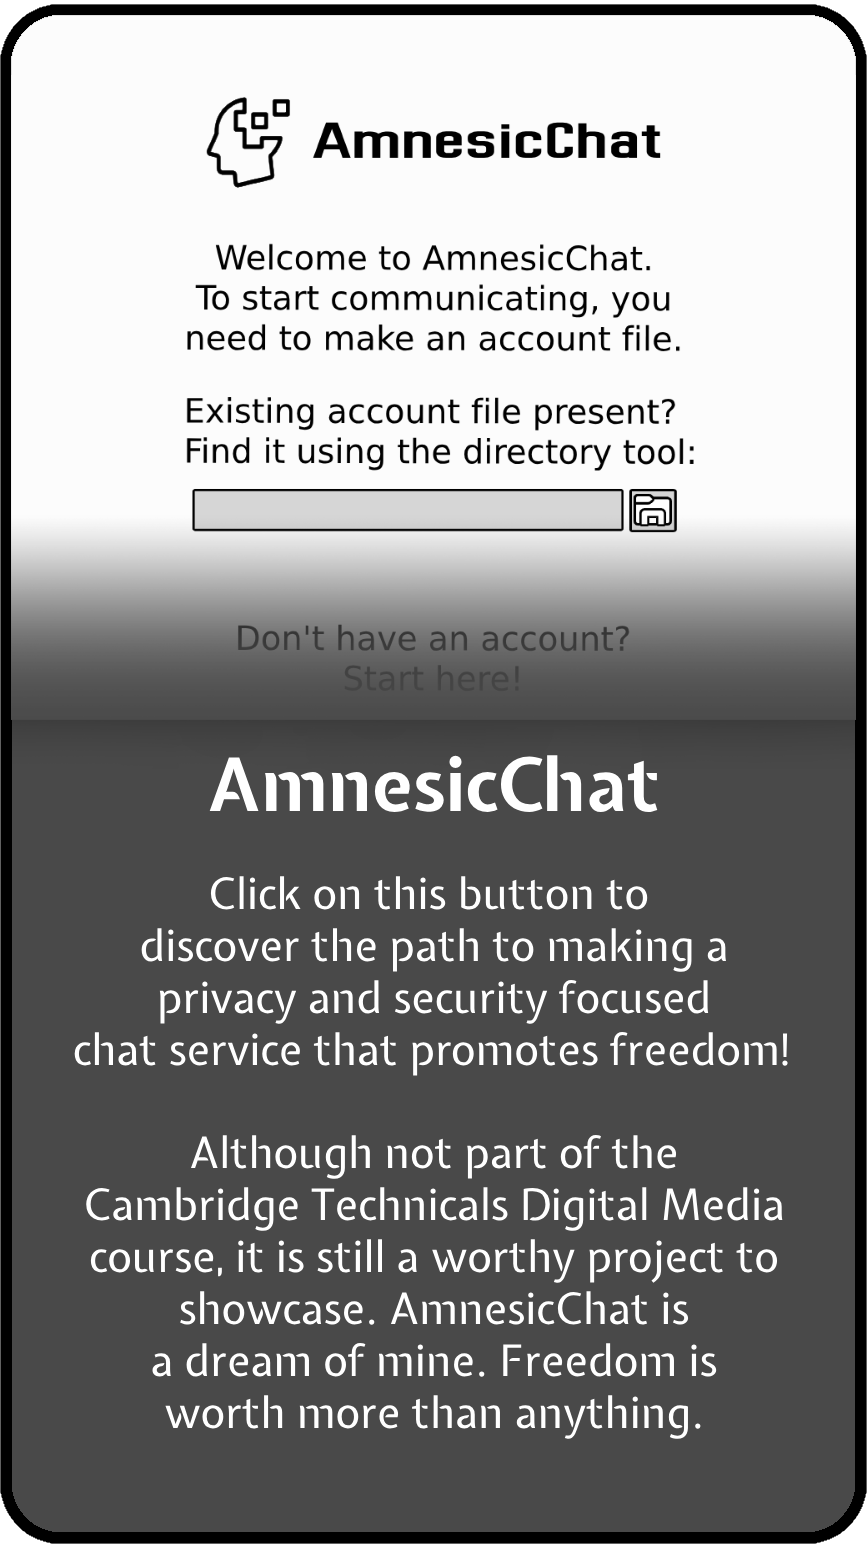 AmnesicChat
Welcome to AmnesicChat.
To start communicating, you
need to make an account file.
Existing account file present?
Find it using the directory tool:
Don't have an account?
Start here!
AmnesicChat
Click on this button to
discover the path to making a
privacy and security focused
chat service that promotes freedom!
Although not part of the
Cambridge Technicals Digital Media
course, it is still a worthy project to
showcase. AmnesicChat is
a dream of mine. Freedom is
worth more than anything.